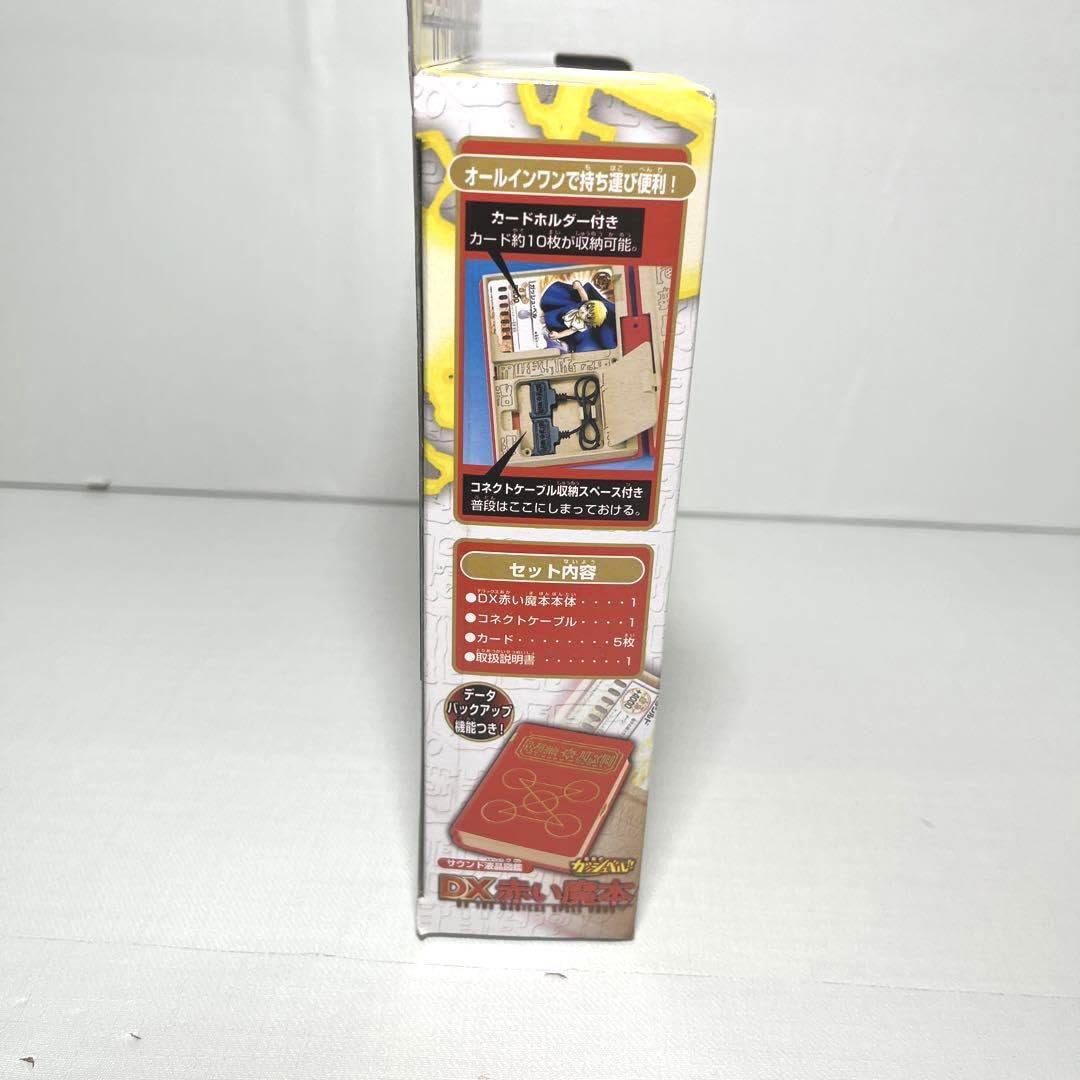 オールインワンで持ち運び便利!
カードホルダー付き
カード約10枚が収納可能。
コネクトケーブル収納スペース付き
普段はここにしまっておける。
セット内容
●DX赤い魔本本体・・・・1
●コネクトケーブル・・・・1
●カード・・・・・・・・5枚
●取扱説明書・・・・・・・1
データ
バックアップ
機能つき!
+4000
サウンド液晶図鑑
金色のガッシュベル!!
DX赤い魔本